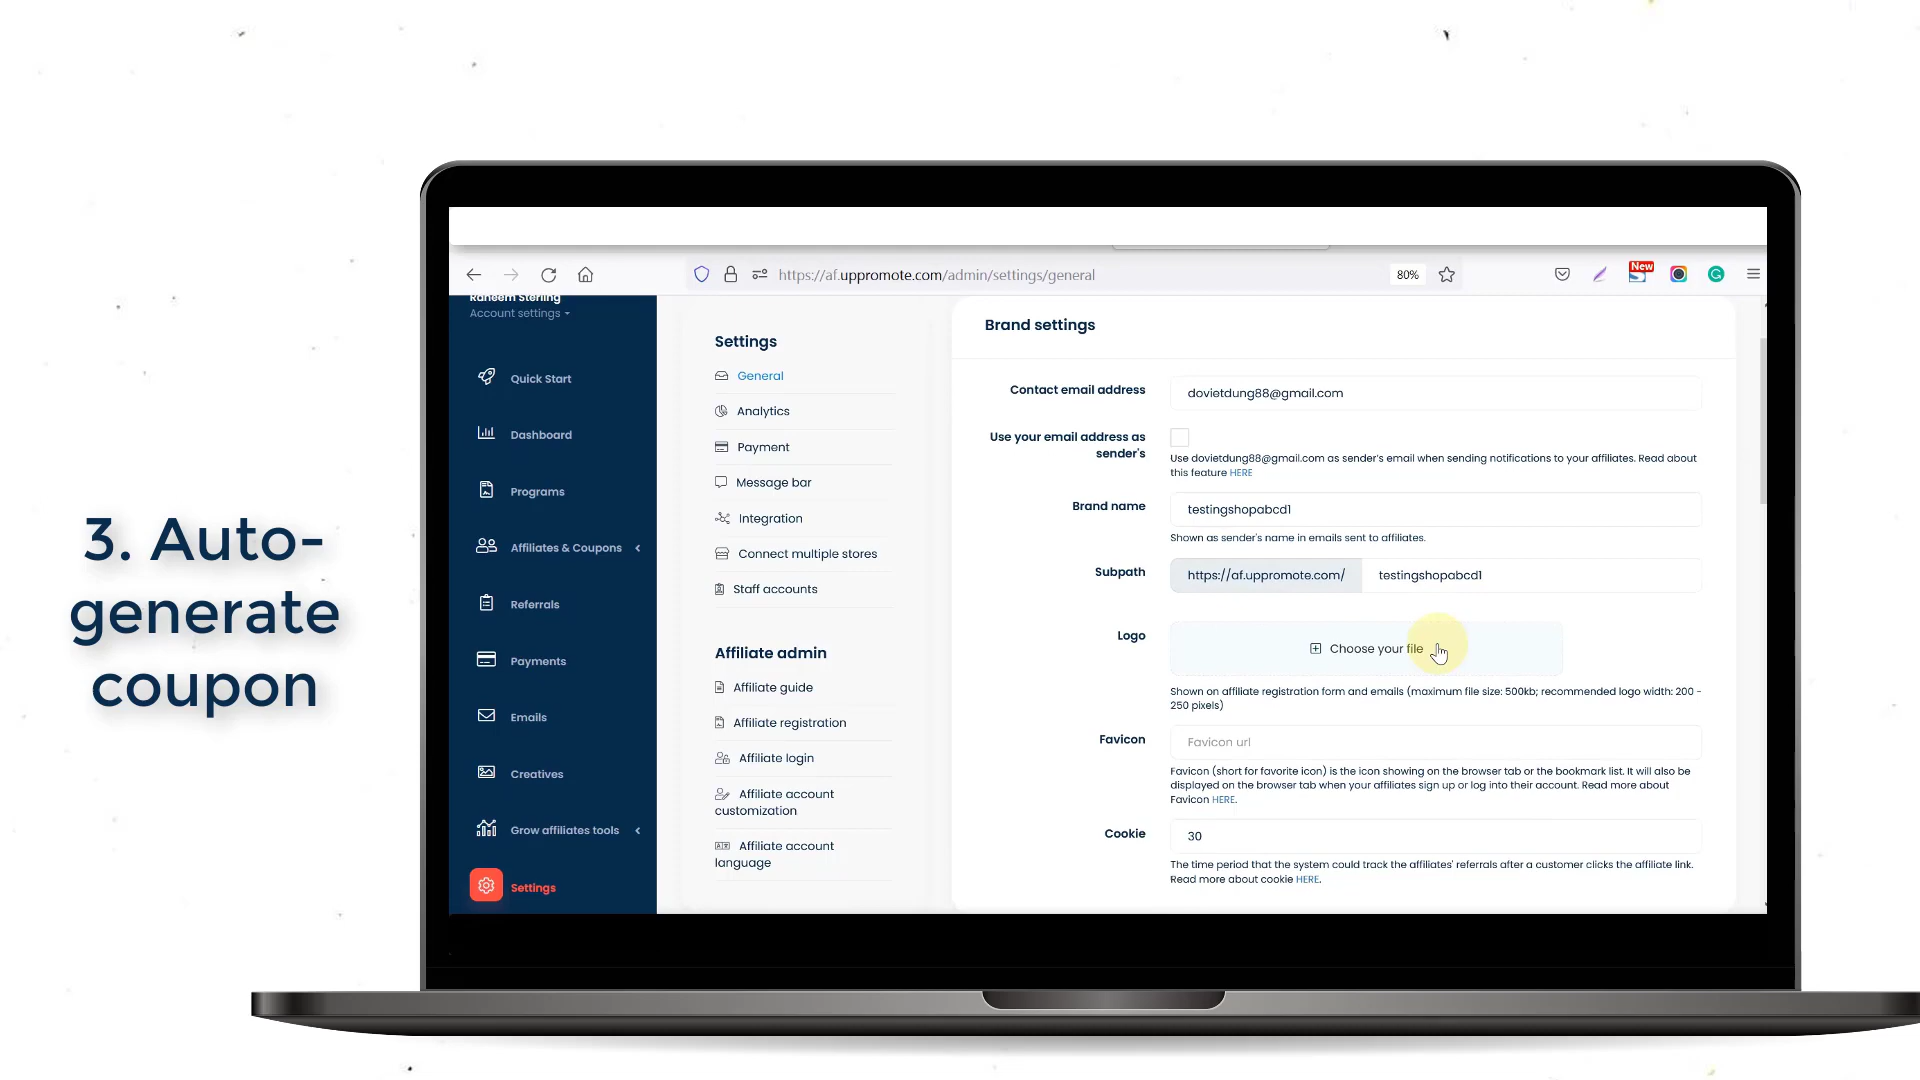 3. Auto-
generate
coupon
https://af.uppromote.com/admin/settings/general
80%
New
Raheem Sterling
Account settings
Quick Start
Dashboard
Programs
Affiliates & Coupons
Referrals
Payments
Emails
Creatives
Grow affiliates tools
Settings
Settings
General
Analytics
Payment
Message bar
Integration
Connect multiple stores
Staff accounts
Affiliate admin
Affiliate guide
Affiliate registration
Affiliate login
Affiliate account
customization
Affiliate account
language
Brand settings
Contact email address
dovietdung88@gmail.com
Use your email address as
sender's
Use dovietdung88@gmail.com as sender's email when sending notifications to your affiliates. Read about
this feature HERE
Brand name
testingshopabcd1
Shown as sender's name in emails sent to affiliates.
Subpath
https://af.uppromote.com/ testingshopabcd1
Logo
Choose your file
Shown on affiliate registration form and emails (maximum file size: 500kb; recommended logo width: 200 -
250 pixels)
Favicon
Favicon url
Favicon (short for favorite icon) is the icon showing on the browser tab or the bookmark list. It will also be
displayed on the browser tab when your affiliates sign up or log into their account. Read more about
Favicon HERE.
Cookie
30
The time period that the system could track the affiliates' referrals after a customer clicks the affiliate link.
Read more about cookie HERE.